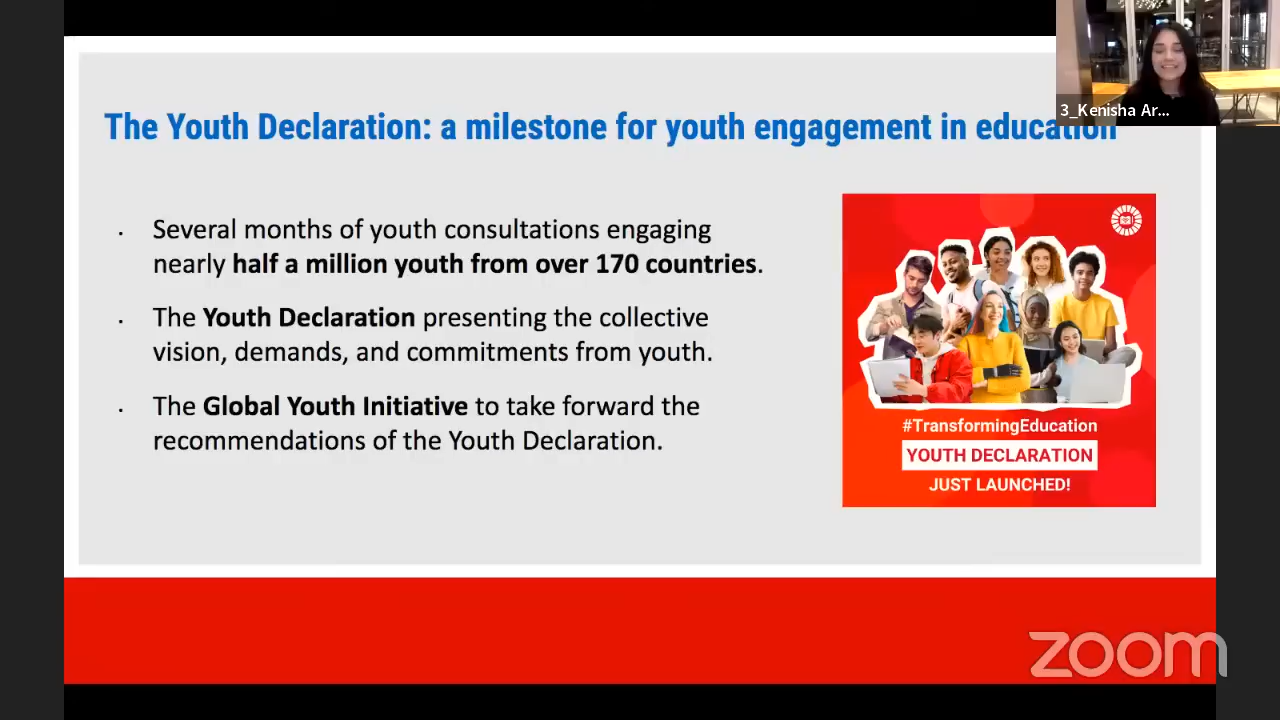 3_Kenisha Ar...
The Youth Declaration: a milestone for youth engagement in education
· Several months of youth consultations engaging
nearly half a million youth from over 170 countries.
· The Youth Declaration presenting the collective
vision, demands, and commitments from youth.
· The Global Youth Initiative to take forward the
recommendations of the Youth Declaration.
#TransformingEducation
YOUTH DECLARATION
JUST LAUNCHED!
zoom